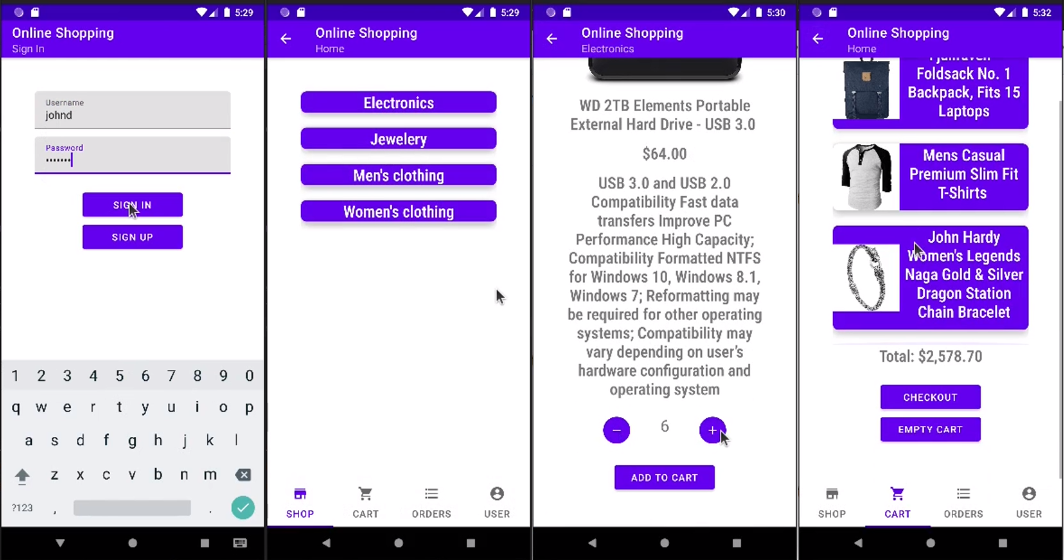 5:29
Online Shopping
Sign In
Username
johnd
Password
•••••••
SIGN IN
SIGN UP
1 2 3 4 5 6 7 8 9 0
q w e r t y u i o p
a s d f g h j k l
z x c v b n m
?123 , .
5:29
Online Shopping
Home
Electronics
Jewelery
Men's clothing
Women's clothing
SHOP CART ORDERS USER
5:30
Online Shopping
Electronics
WD 2TB Elements Portable
External Hard Drive - USB 3.0
$64.00
USB 3.0 and USB 2.0
Compatibility Fast data
transfers Improve PC
Performance High Capacity;
Compatibility Formatted NTFS
for Windows 10, Windows 8.1,
Windows 7; Reformatting may
be required for other operating
systems; Compatibility may
vary depending on user's
hardware configuration and
operating system
− 6 +
ADD TO CART
5:32
Online Shopping
Home
Foldsack No. 1
Backpack, Fits 15
Laptops
Mens Casual
Premium Slim Fit
T-Shirts
John Hardy
Women's Legends
Naga Gold & Silver
Dragon Station
Chain Bracelet
Total: $2,578.70
CHECKOUT
EMPTY CART
SHOP CART ORDERS USER